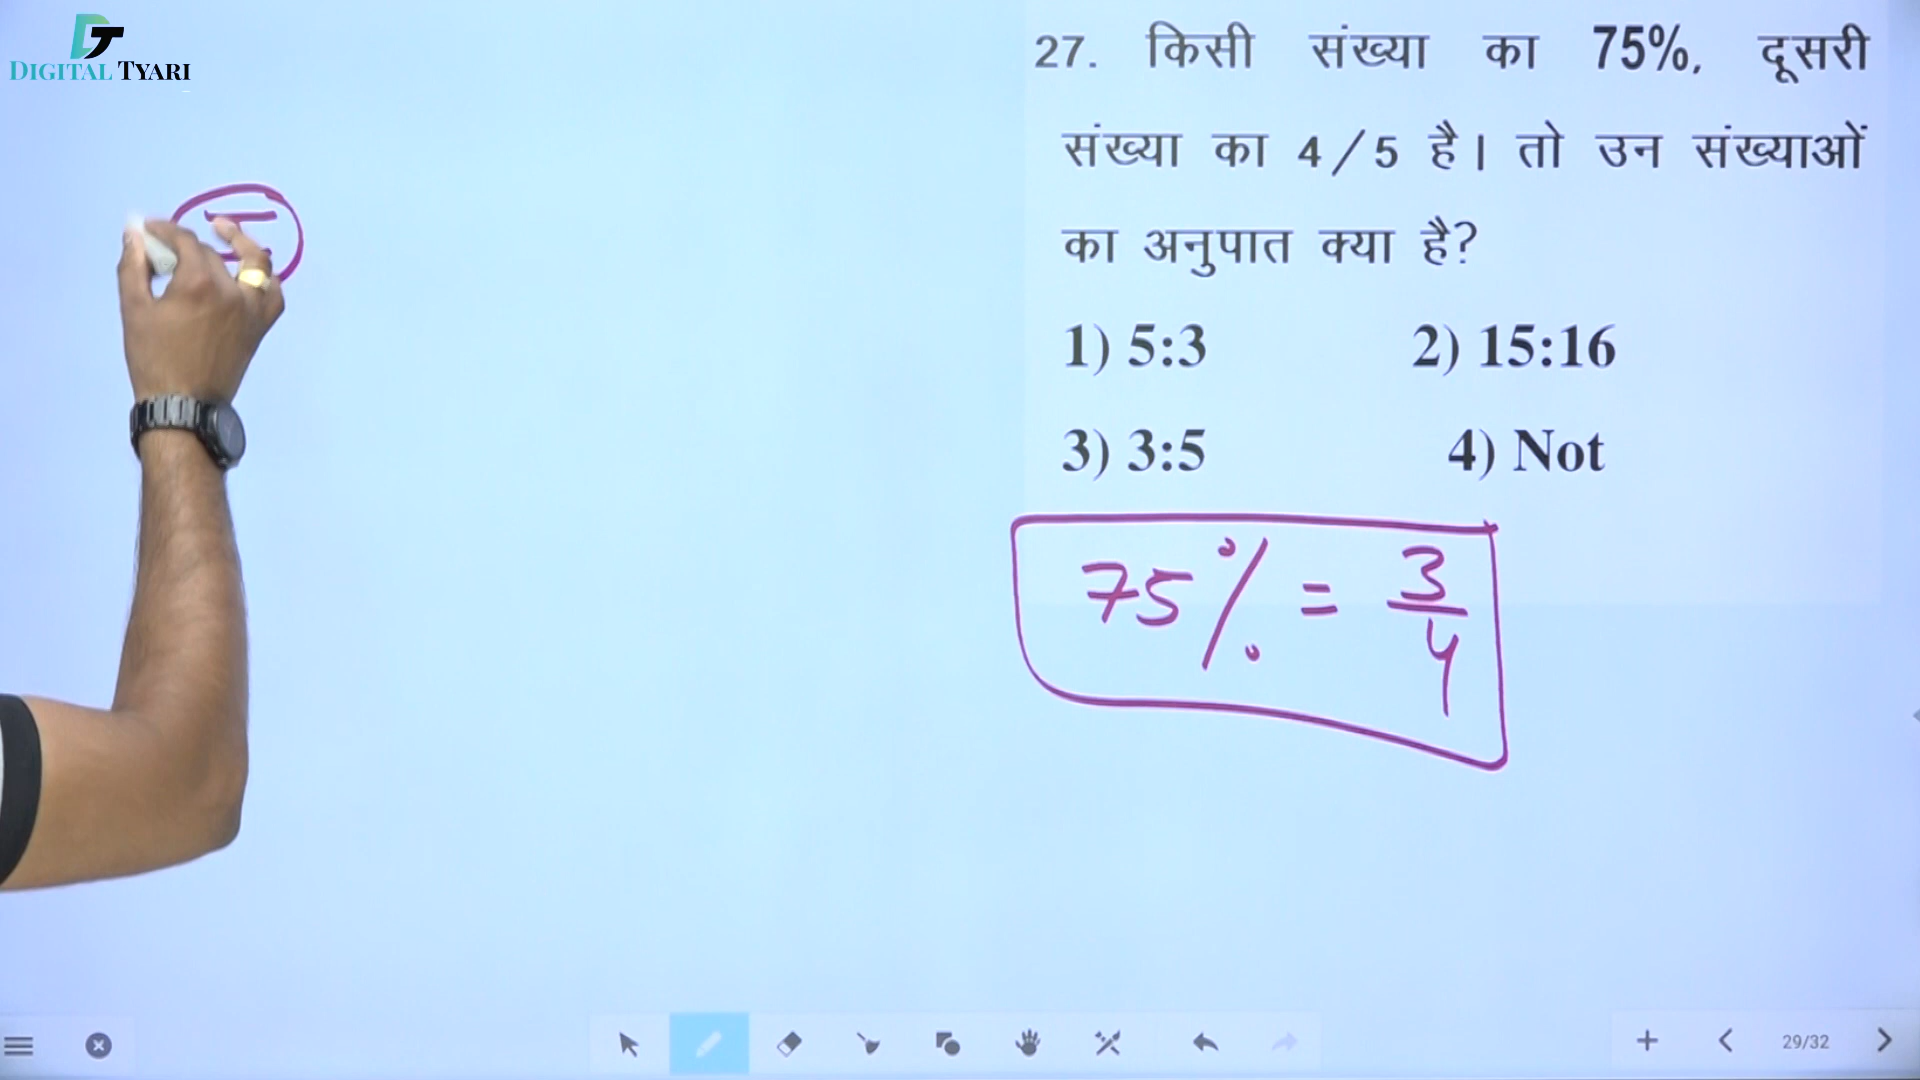 DIGITAL TYARI
27. किसी संख्या का 75%, दूसरी
संख्या का 4/5 है। तो उन संख्याओं
का अनुपात क्या है?
1) 5:3 2) 15:16
3) 3:5 4) Not
75% = 3/4
I
29/32